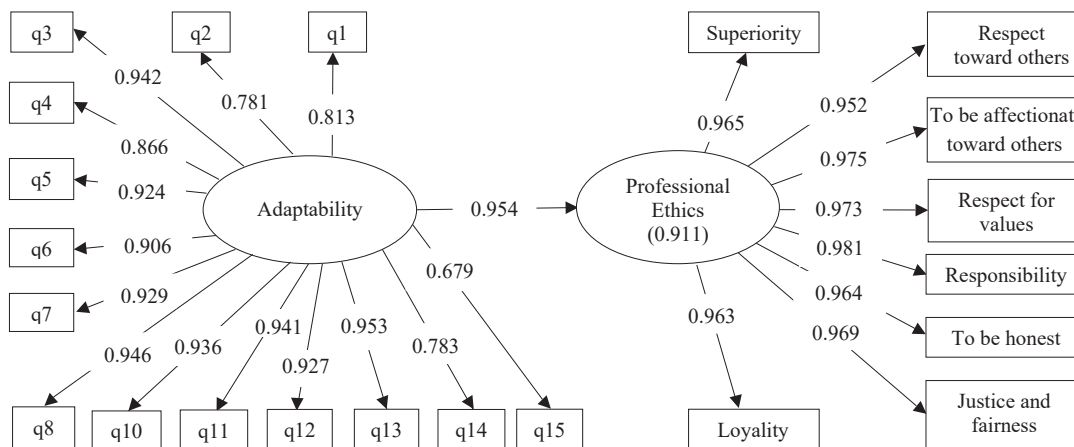 q3
q2
q1
Superiority
Respect
toward others
0.942
0.781
0.813
0.965
0.952
q4
To be affectionat
toward others
0.866
0.975
q5
0.924
Adaptability
0.954
Professional
Ethics
(0.911)
0.973
Respect for
values
q6
0.906
0.981
Responsibility
q7
0.929
0.679
0.964
0.963
0.969
To be honest
0.946
0.936
0.941
0.927
0.953
0.783
q8
q10
q11
q12
q13
q14
q15
Loyality
Justice and
fairness